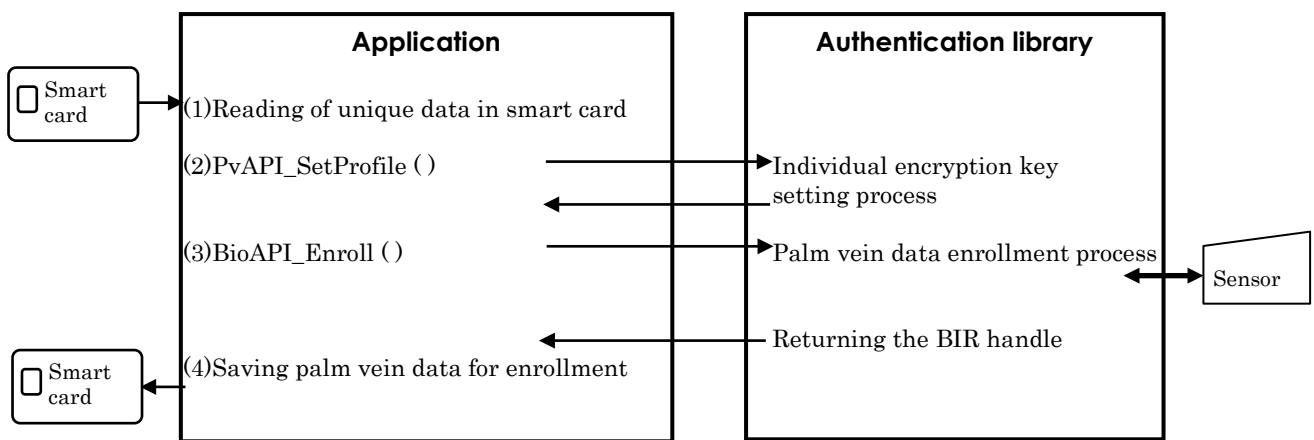 Application
Authentication library
Smart
card
(1)Reading of unique data in smart card
(2)PvAPI_SetProfile ( )
Individual encryption key
setting process
(3)BioAPI_Enroll ( )
Palm vein data enrollment process
Sensor
Returning the BIR handle
Smart
card
(4)Saving palm vein data for enrollment